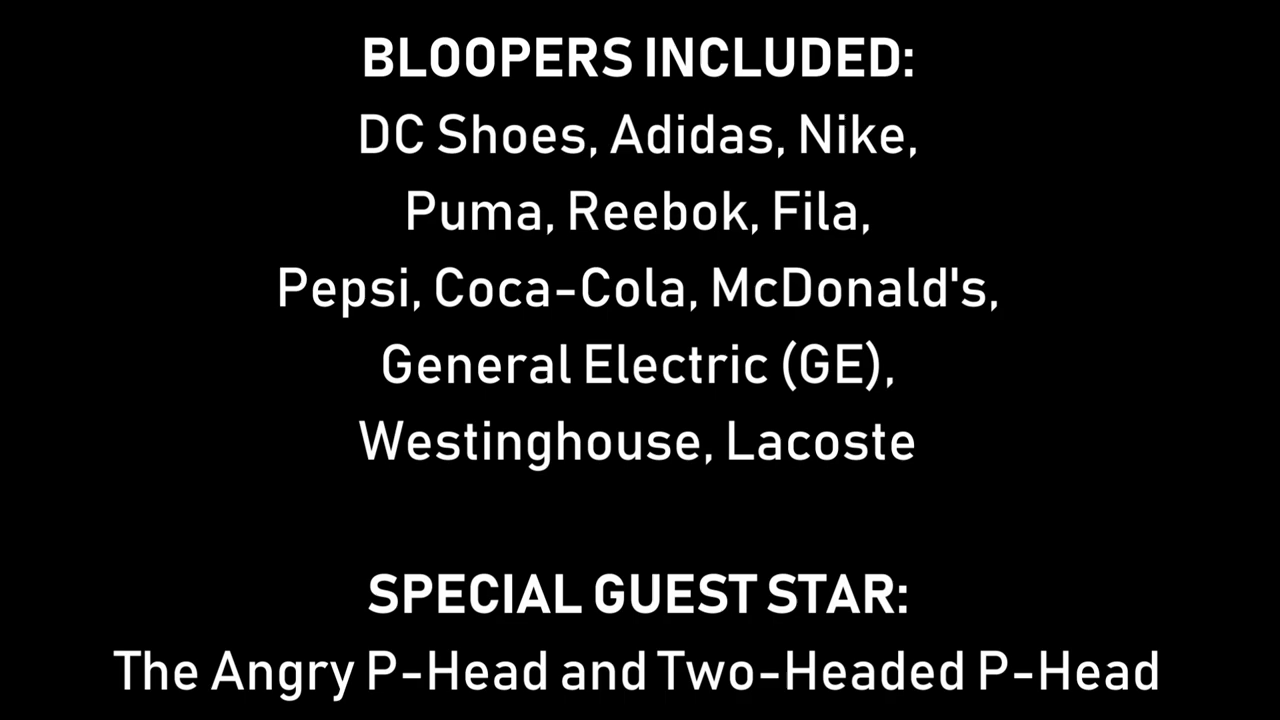 BLOOPERS INCLUDED:
DC Shoes, Adidas, Nike,
Puma, Reebok, Fila,
Pepsi, Coca-Cola, McDonald's,
General Electric (GE),
Westinghouse, Lacoste
SPECIAL GUEST STAR:
The Angry P-Head and Two-Headed P-Head